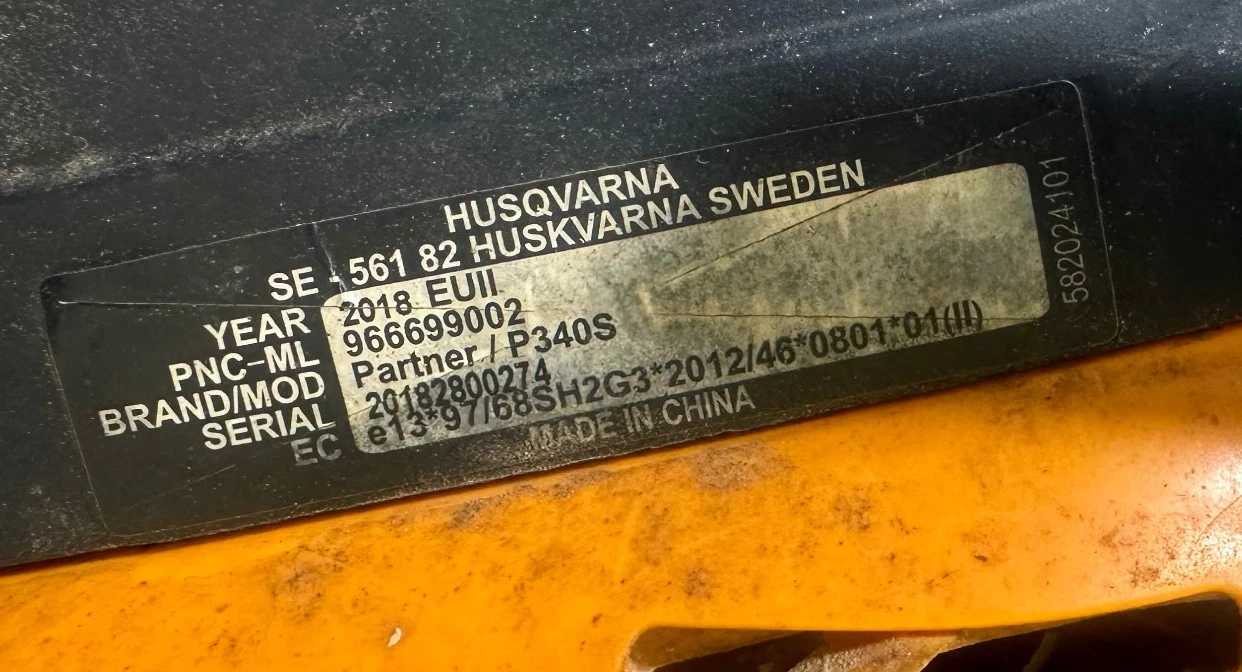 HUSQVARNA
SE - 561 82 HUSKVARNA SWEDEN
YEAR 2018 EUII
PNC-ML 966699002
BRAND/MOD Partner / P340S
SERIAL 20182800274
EC e13*97/68SH2G3*2012/46*0801*01(II)
MADE IN CHINA
582024101